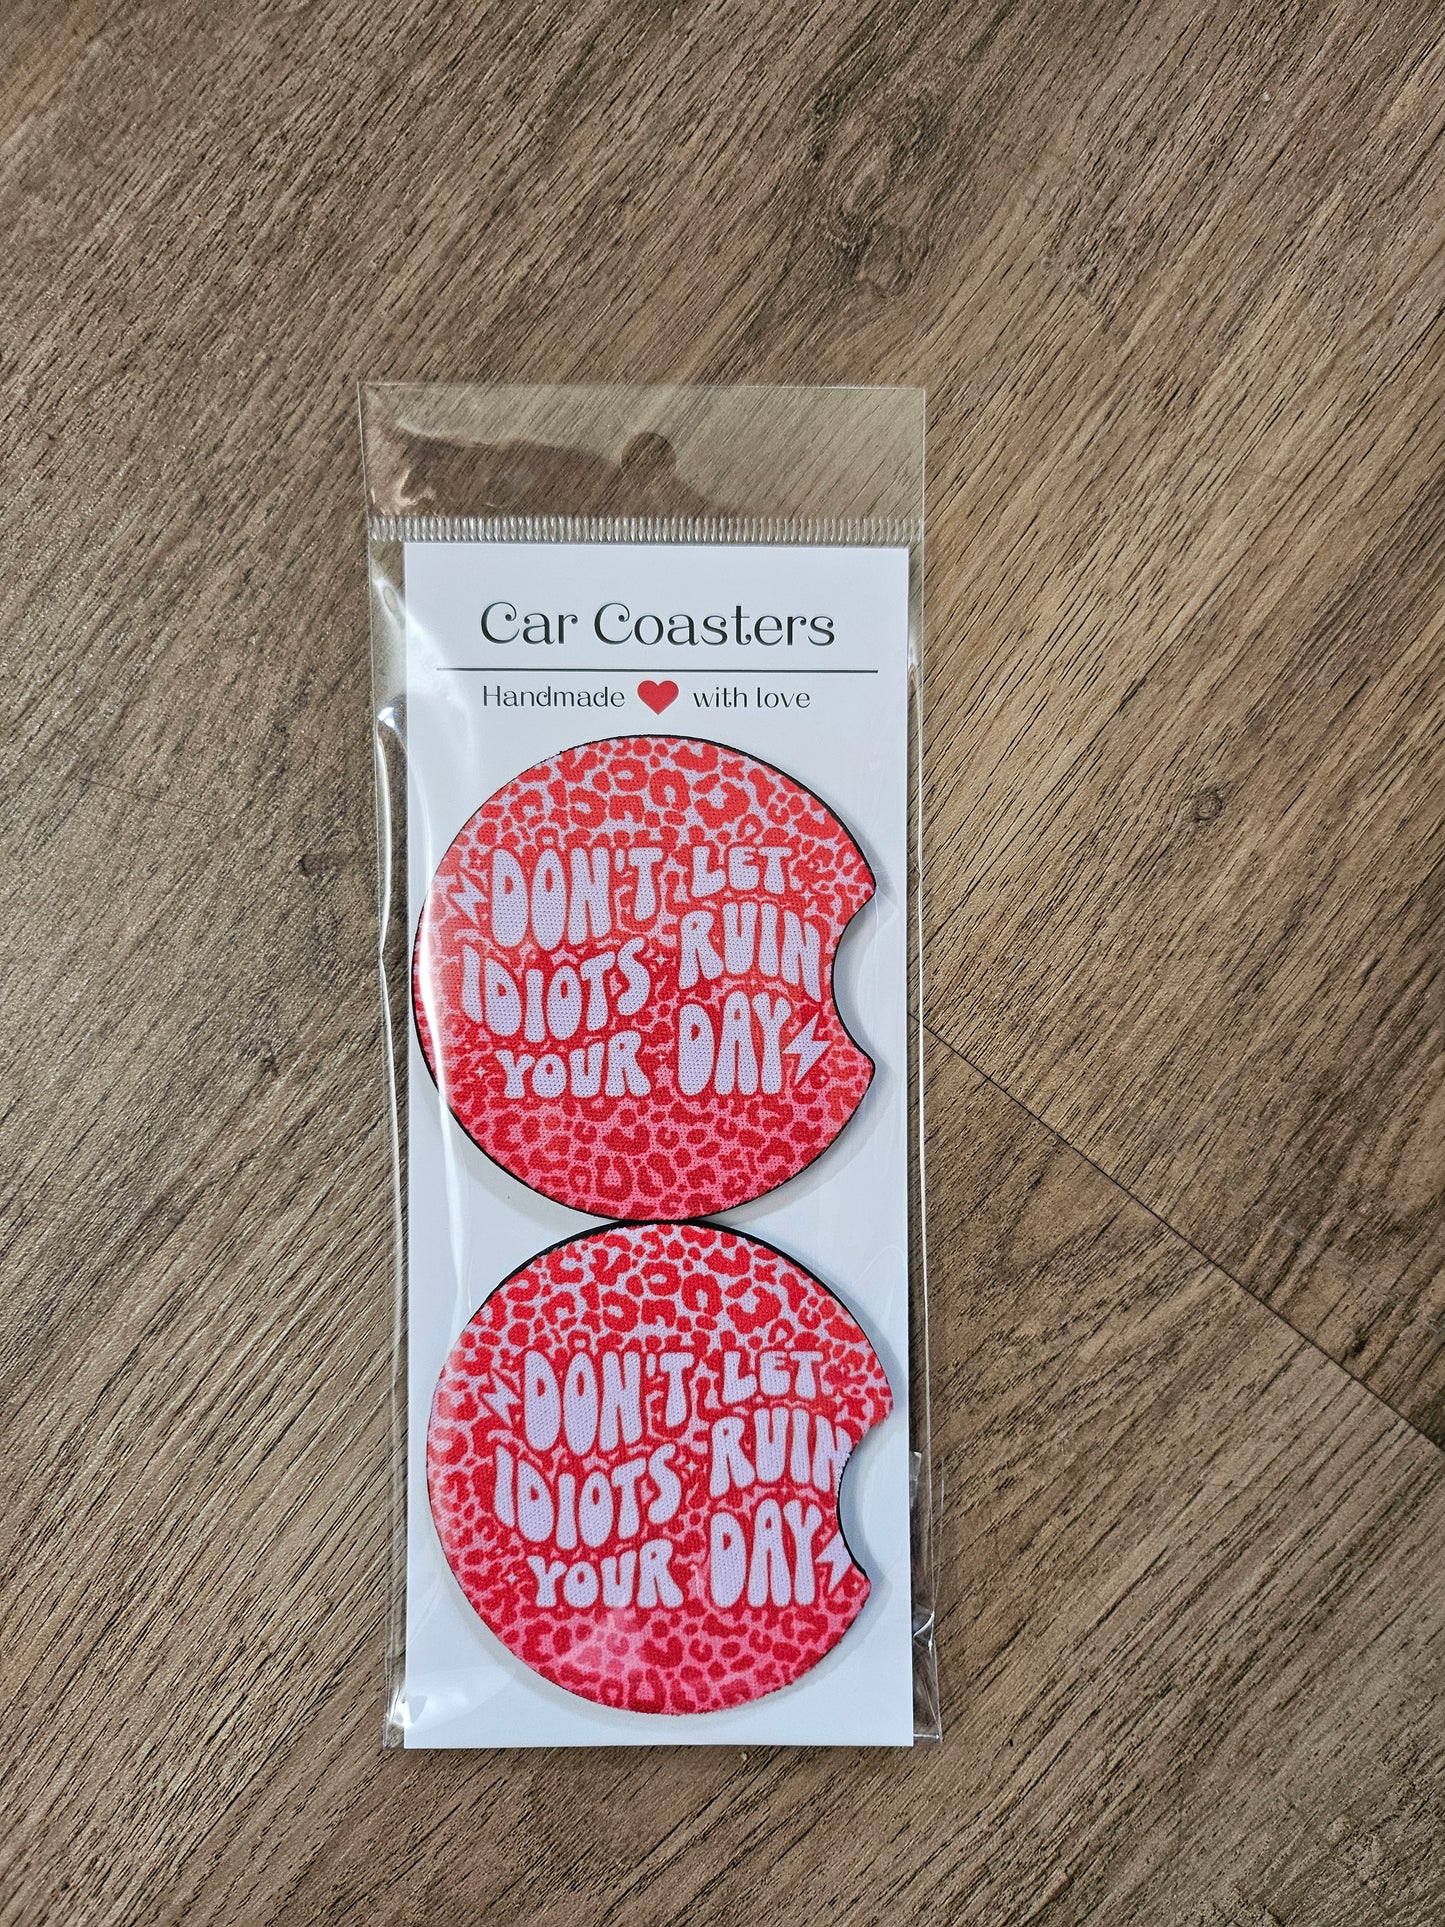 Car Coasters
Handmade ❤ with love
DON'T LET
IDIOTS RUIN
YOUR DAY
DON'T LET
IDIOTS RUIN
YOUR DAY